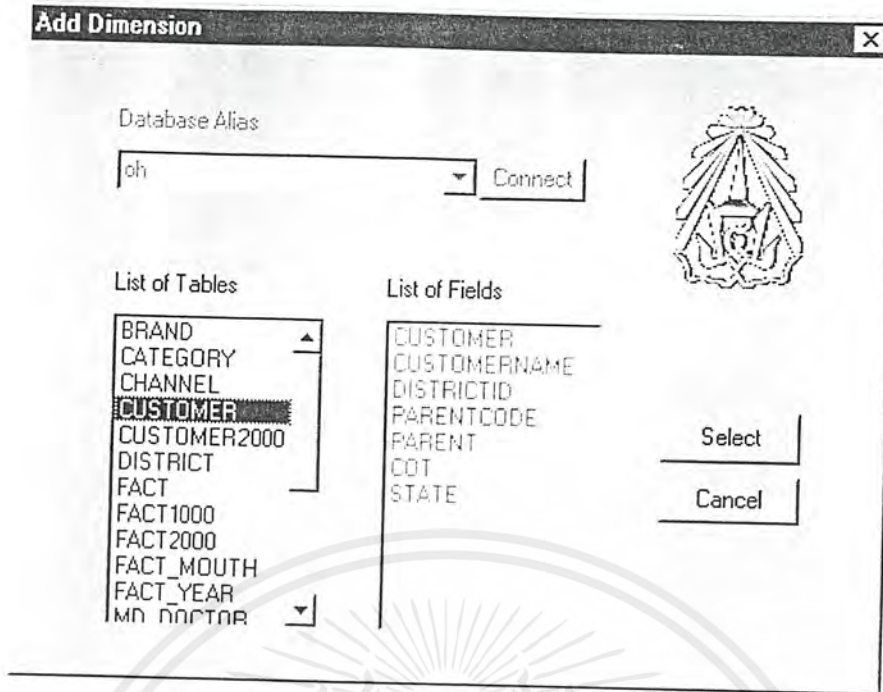 Add Dimension
Database Alias
oh
Connect
List of Tables
BRAND
CATEGORY
CHANNEL
CUSTOMER
CUSTOMER2000
DISTRICT
FACT
FACT1000
FACT2000
FACT_MOUTH
FACT_YEAR
MD_DOCTOR
List of Fields
CUSTOMER
CUSTOMERNAME
DISTRICTID
PARENTCODE
PARENT
COT
STATE
Select
Cancel